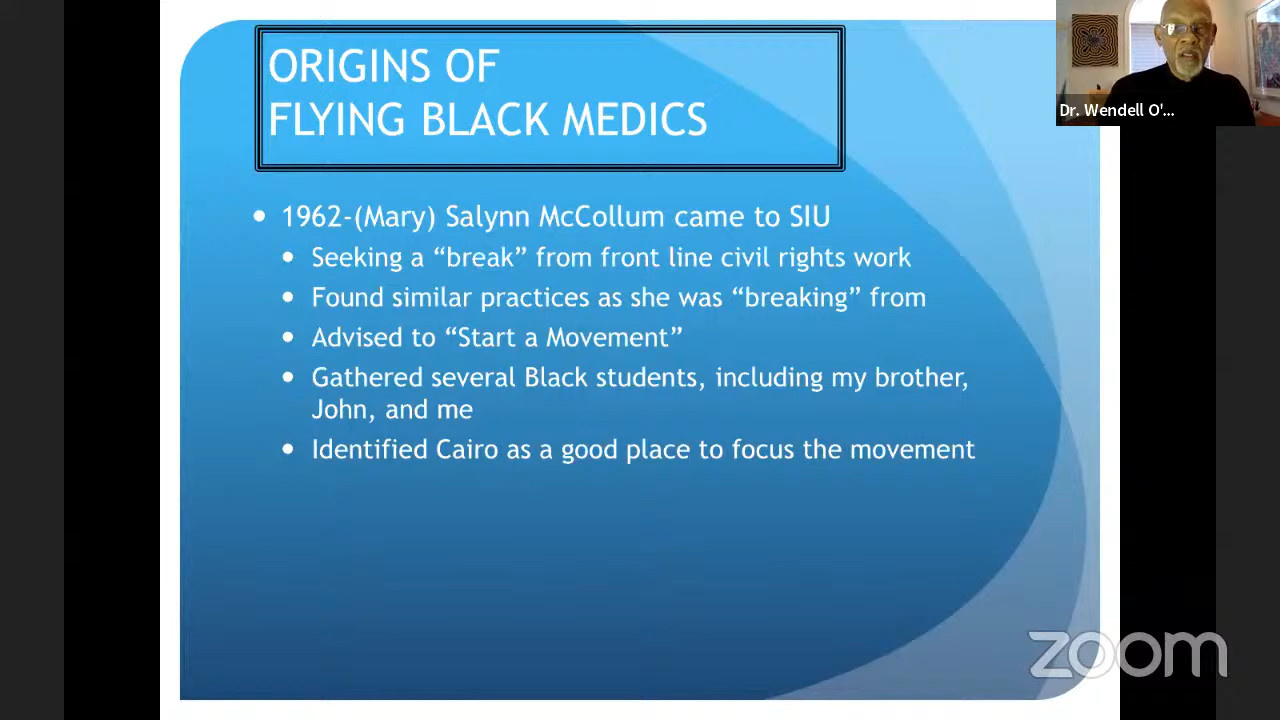 ORIGINS OF
FLYING BLACK MEDICS
Dr. Wendell O'...
• 1962-(Mary) Salynn McCollum came to SIU
• Seeking a “break” from front line civil rights work
• Found similar practices as she was “breaking” from
• Advised to “Start a Movement”
• Gathered several Black students, including my brother,
John, and me
• Identified Cairo as a good place to focus the movement
zoom